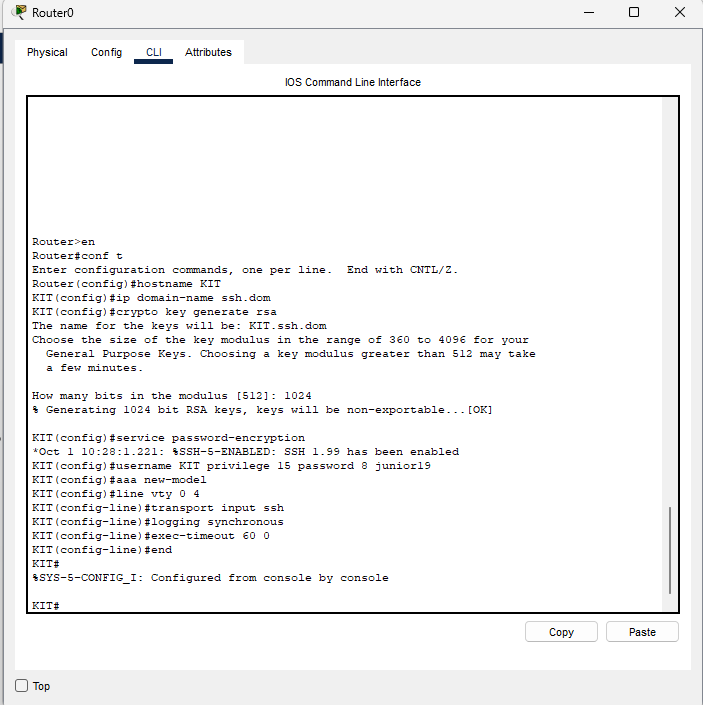 Router0
Physical Config CLI Attributes
IOS Command Line Interface
Router>en
Router#conf t
Enter configuration commands, one per line.  End with CNTL/Z.
Router(config)#hostname KIT
KIT(config)#ip domain-name ssh.dom
KIT(config)#crypto key generate rsa
The name for the keys will be: KIT.ssh.dom
Choose the size of the key modulus in the range of 360 to 4096 for your
  General Purpose Keys. Choosing a key modulus greater than 512 may take
  a few minutes.
How many bits in the modulus [512]: 1024
% Generating 1024 bit RSA keys, keys will be non-exportable...[OK]
KIT(config)#service password-encryption
*Oct 1 10:28:1.221: %SSH-5-ENABLED: SSH 1.99 has been enabled
KIT(config)#username KIT privilege 15 password 8 junior19
KIT(config)#aaa new-model
KIT(config)#line vty 0 4
KIT(config-line)#transport input ssh
KIT(config-line)#logging synchronous
KIT(config-line)#exec-timeout 60 0
KIT(config-line)#end
KIT#
%SYS-5-CONFIG_I: Configured from console by console
KIT#
Copy Paste
Top